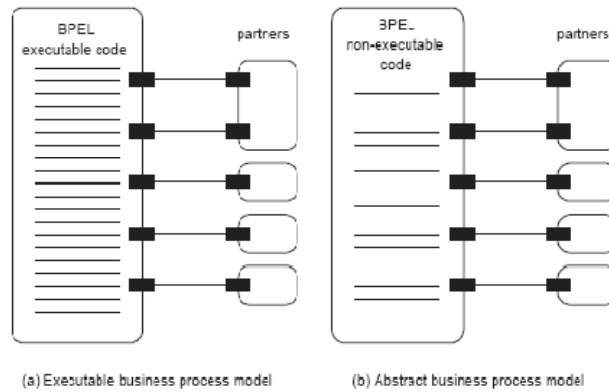 BPEL
executable code
partners
BPEL
non-executable
code
partners
(a) Executable business process model
(b) Abstract business process model